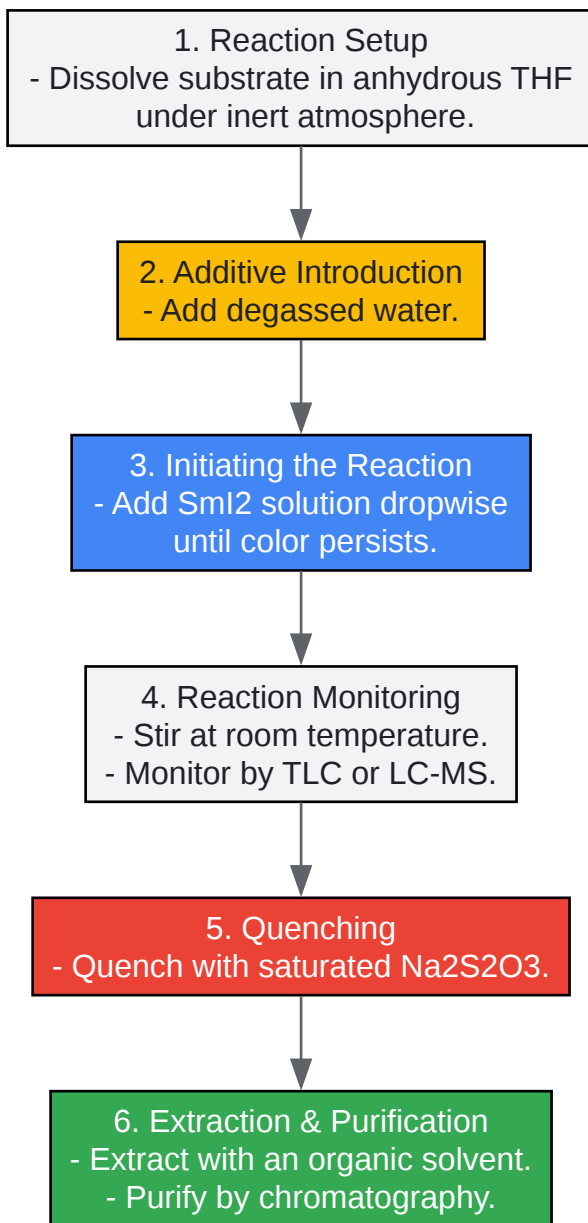 1. Reaction Setup
- Dissolve substrate in anhydrous THF
under inert atmosphere.
2. Additive Introduction
- Add degassed water.
3. Initiating the Reaction
- Add SmI2 solution dropwise
until color persists.
4. Reaction Monitoring
- Stir at room temperature.
- Monitor by TLC or LC-MS.
5. Quenching
- Quench with saturated Na2S2O3.
6. Extraction & Purification
- Extract with an organic solvent.
- Purify by chromatography.